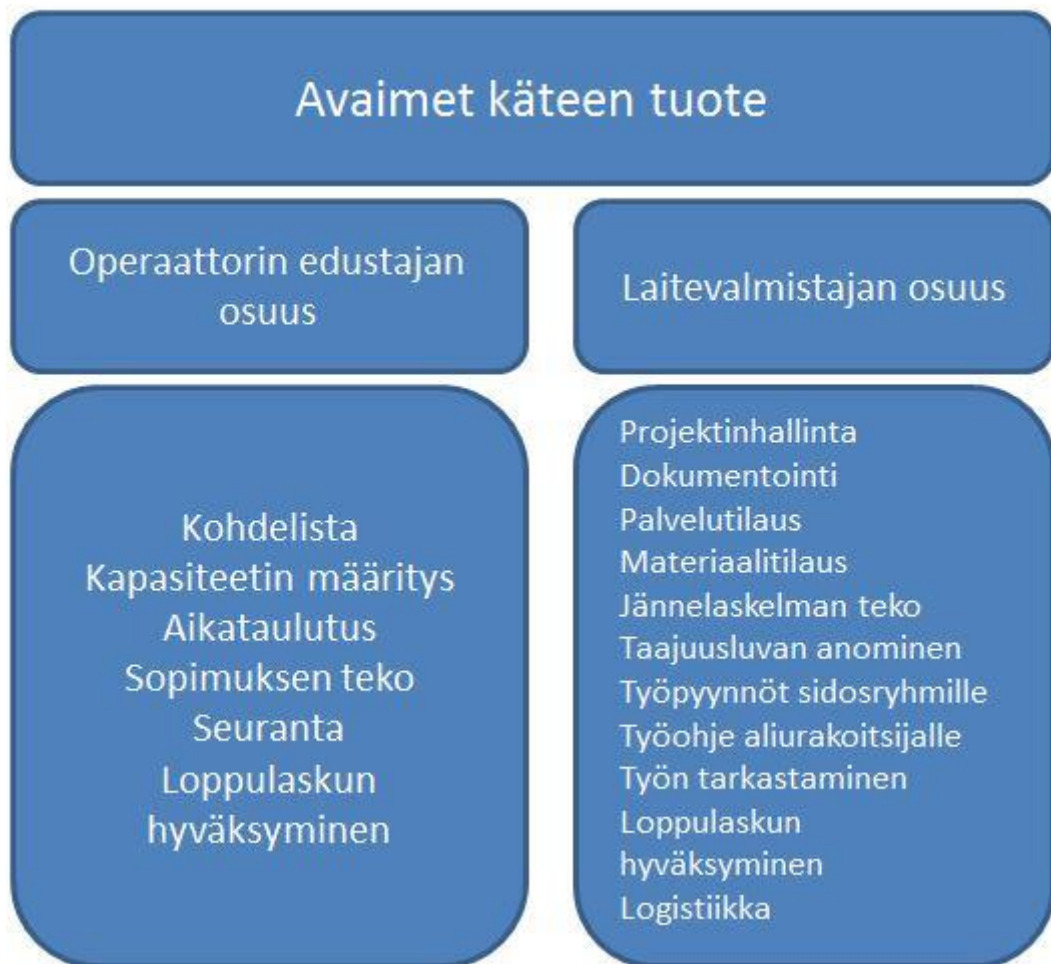 Avaimet käteen tuote
Operaattorin edustajan
osuus
Laitevalmistajan osuus
Kohdelista
Kapasiteetin määritys
Aikataulutus
Sopimuksen teko
Seuranta
Loppulaskun
hyväksyminen
Projektinhallinta
Dokumentointi
Palvelutilaus
Materiaalitilaus
Jännelaskelman teko
Taajuusluvan anominen
Työpyynnöt sidosryhmille
Työohje aliurakoitsijalle
Työn tarkastaminen
Loppulaskun
hyväksyminen
Logistiikka